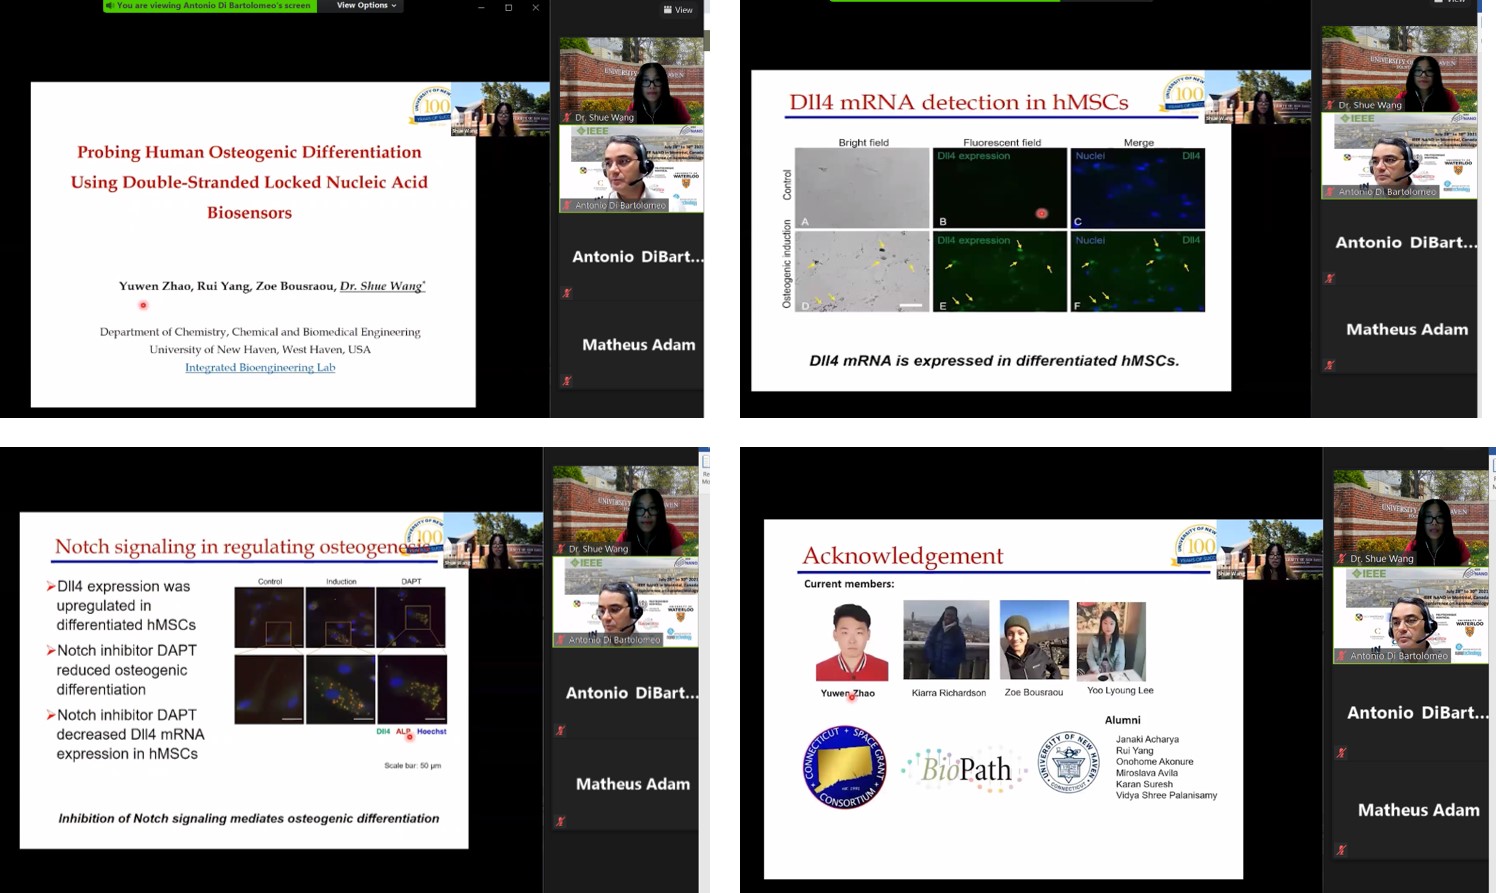 You are viewing Antonio Di Bartolomeo's screen
View Options
View
100
Probing Human Osteogenic Differentiation
Using Double-Stranded Locked Nucleic Acid
Biosensors
Yuwen Zhao, Rui Yang, Zoe Bousraou, Dr. Shue Wang*
Department of Chemistry, Chemical and Biomedical Engineering
University of New Haven, West Haven, USA
Integrated Bioengineering Lab
Dr. Shue Wang
IEEE
Antonio Di Bartolomeo
Antonio DiBart...
Matheus Adam
View
Dll4 mRNA detection in hMSCs
100
Bright field
Fluorescent field
Merge
Control
Dll4 expression
Nuclei
Dll4
A
B
C
Osteogenic induction
Dll4 expression
Nuclei
Dll4
D
E
F
Dll4 mRNA is expressed in differentiated hMSCs.
Dr. Shue Wang
IEEE
Antonio Di Bartolomeo
Antonio DiBart...
Matheus Adam
Notch signaling in regulating
100
Dll4 expression was
upregulated in
differentiated hMSCs
Notch inhibitor DAPT
reduced osteogenic
differentiation
Notch inhibitor DAPT
decreased Dll4 mRNA
expression in hMSCs
Control
Induction
DAPT
Dll4 ALP Hoechst
Scale bar: 50 μm
Inhibition of Notch signaling mediates osteogenic differentiation
Dr. Shue Wang
IEEE
Antonio Di Bartolomeo
Antonio DiBart...
Matheus Adam
Acknowledgement
100
Current members:
Yuwen Zhao
Kiarra Richardson
Zoe Bousraou
Yoo Lyoung Lee
CONNECTICUT SPACE GRANT
CONSORTIUM
BioPath
UNIVERSITY OF NEW HAVEN
CONNECTICUT
Alumni
Janaki Acharya
Rui Yang
Onohome Akonure
Miroslava Avila
Karan Suresh
Vidya Shree Palanisamy
Dr. Shue Wang
IEEE
Antonio Di Bartolomeo
Antonio DiBart...
Matheus Adam